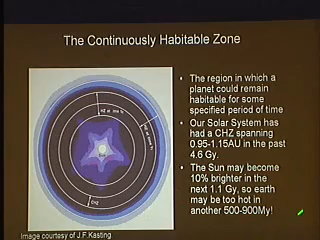 The Continuously Habitable Zone
• The region in which a
planet could remain
habitable for some
specified period of time
• Our Solar System has
had a CHZ spanning
0.95-1.15AU in the past
4.6 Gy.
• The Sun may become
10% brighter in the
next 1.1 Gy, so earth
may be too hot in
another 500-900My!
CHZ
Image courtesy of J.F.Kasting